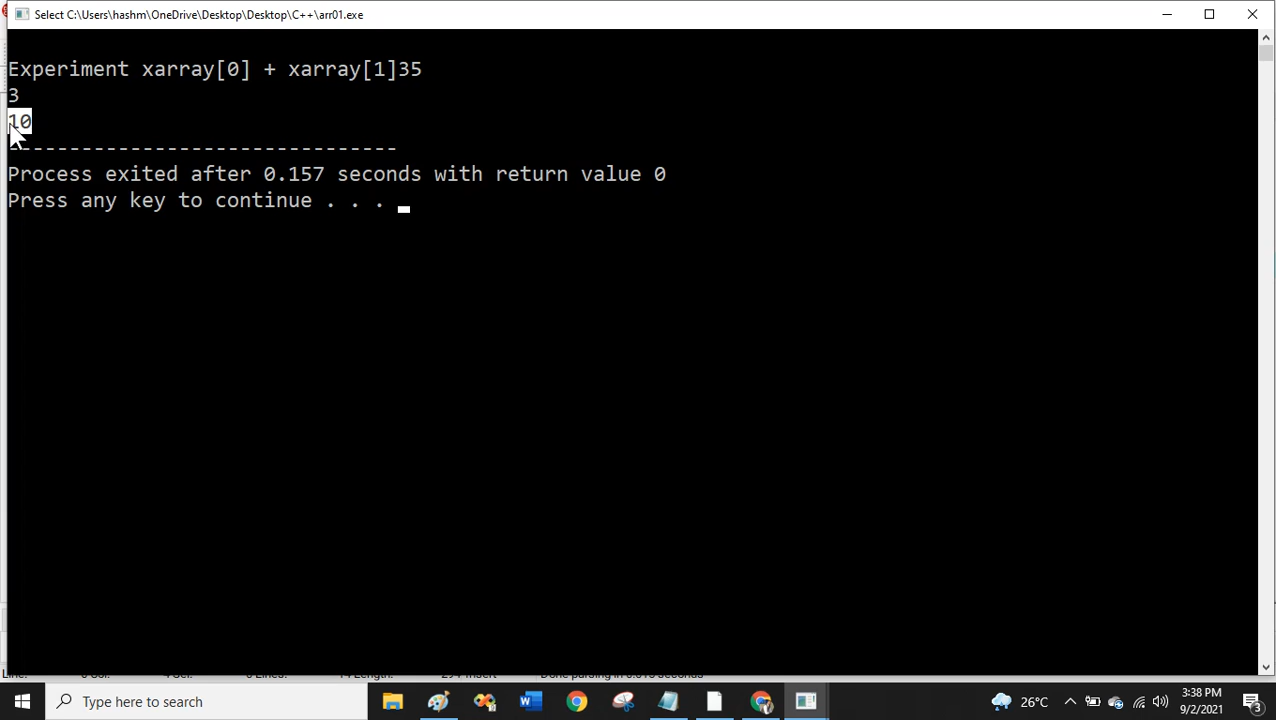 Select C:\Users\hashm\OneDrive\Desktop\Desktop\C++\arr01.exe
Experiment xarray[0] + xarray[1]35
3
10
--------------------------------
Process exited after 0.157 seconds with return value 0
Press any key to continue . . .
Type here to search
26°C
3:38 PM
9/2/2021
3